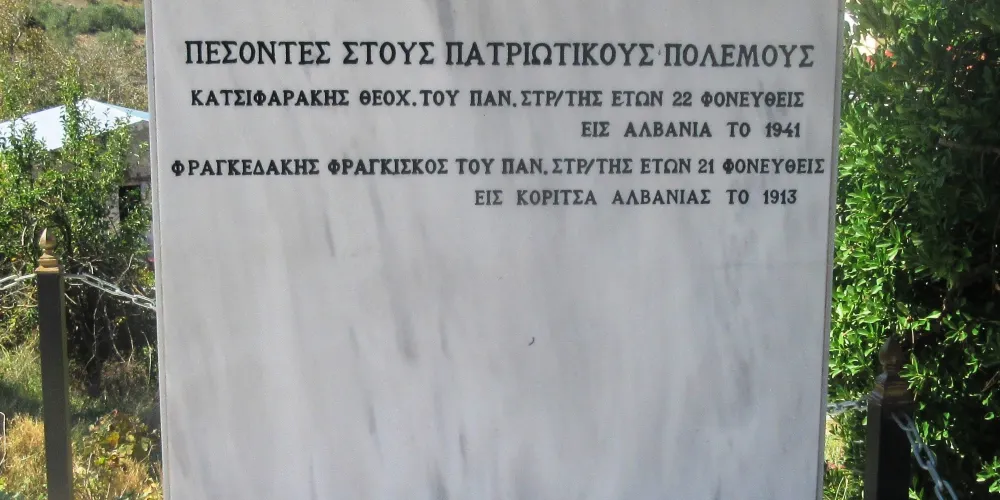 ΠΕΣΟΝΤΕΣ ΣΤΟΥΣ ΠΑΤΡΙΩΤΙΚΟΥΣ ΠΟΛΕΜΟΥΣ
ΚΑΤΣΙΦΑΡΑΚΗΣ ΘΕΟΧ. ΤΟΥ ΠΑΝ. ΣΤΡ/ΤΗΣ ΕΤΩΝ 22 ΦΟΝΕΥΘΕΙΣ
ΕΙΣ ΑΛΒΑΝΙΑ ΤΟ 1941
ΦΡΑΓΚΕΔΑΚΗΣ ΦΡΑΓΚΙΣΚΟΣ ΤΟΥ ΠΑΝ. ΣΤΡ/ΤΗΣ ΕΤΩΝ 21 ΦΟΝΕΥΘΕΙΣ
ΕΙΣ ΚΟΡΙΤΣΑ ΑΛΒΑΝΙΑΣ ΤΟ 1913